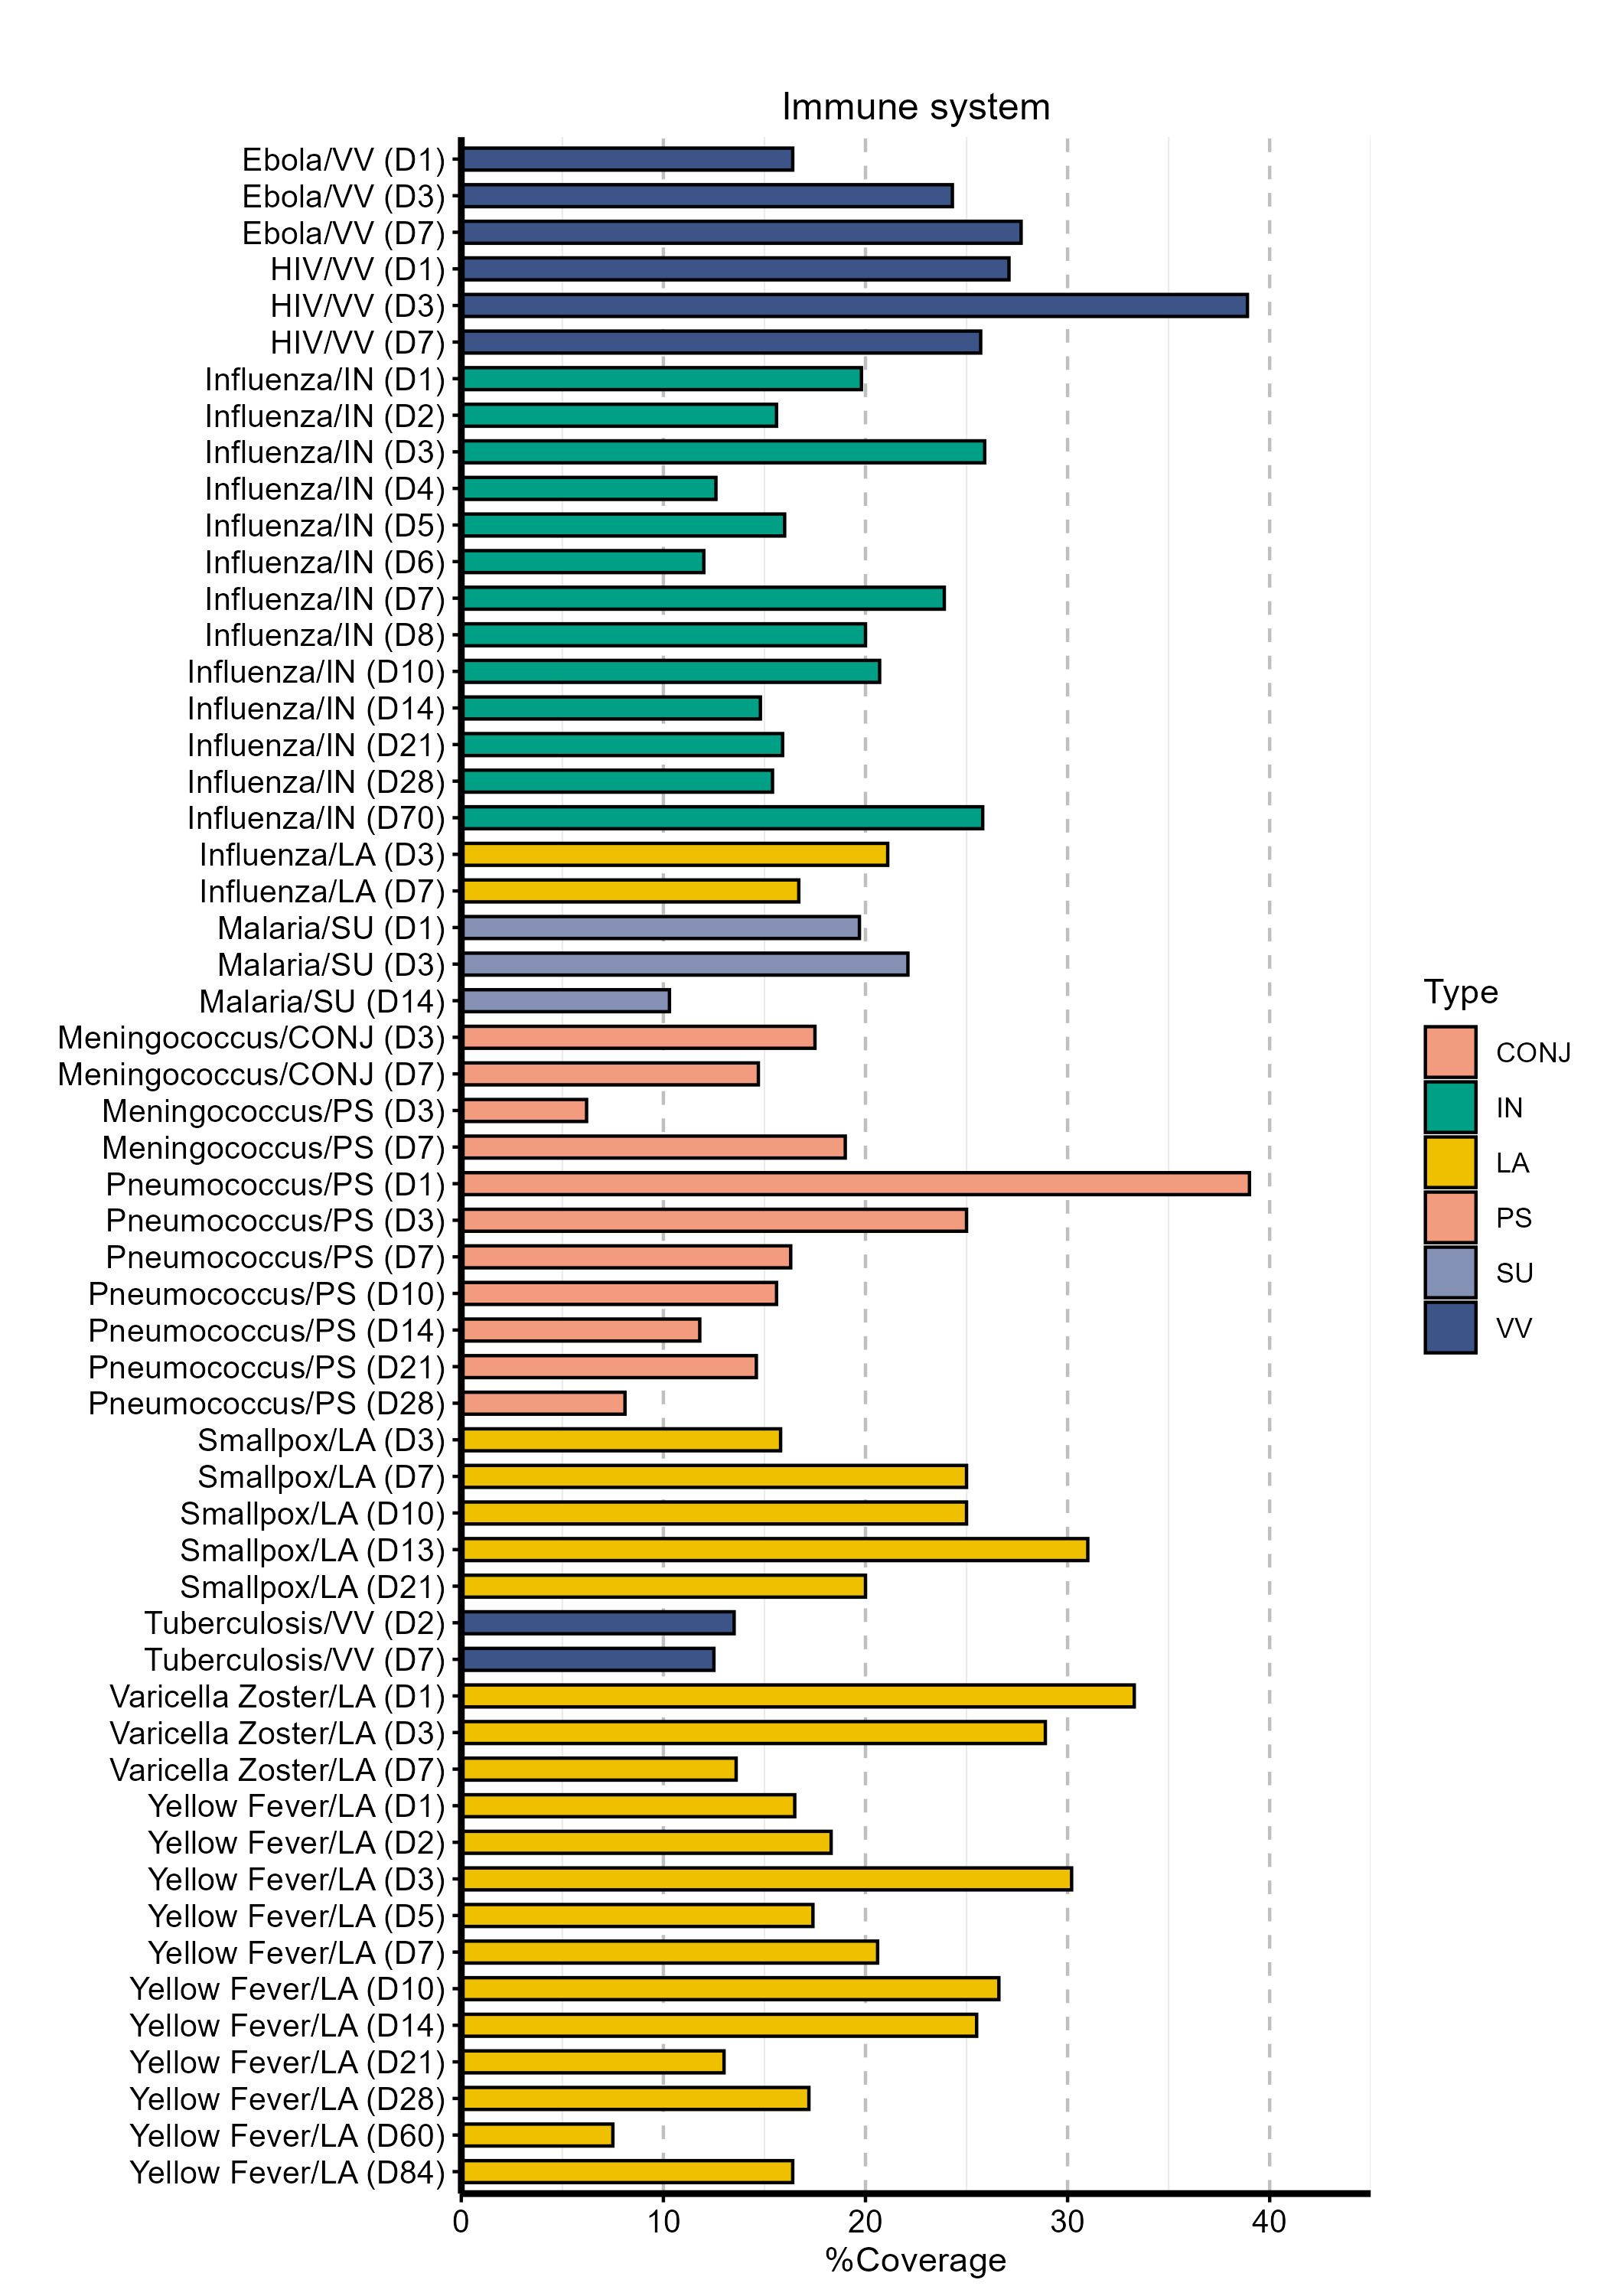 Immune system
Ebola/VV (D1)
Ebola/VV (D3)
Ebola/VV (D7)
HIV/VV (D1)
HIV/VV (D3)
HIV/VV (D7)
Influenza/IN (D1)
Influenza/IN (D2)
Influenza/IN (D3)
Influenza/IN (D4)
Influenza/IN (D5)
Influenza/IN (D6)
Influenza/IN (D7)
Influenza/IN (D8)
Influenza/IN (D10)
Influenza/IN (D14)
Influenza/IN (D21)
Influenza/IN (D28)
Influenza/IN (D70)
Influenza/LA (D3)
Influenza/LA (D7)
Malaria/SU (D1)
Malaria/SU (D3)
Malaria/SU (D14)
Meningococcus/CONJ (D3)
Meningococcus/CONJ (D7)
Meningococcus/PS (D3)
Meningococcus/PS (D7)
Pneumococcus/PS (D1)
Pneumococcus/PS (D3)
Pneumococcus/PS (D7)
Pneumococcus/PS (D10)
Pneumococcus/PS (D14)
Pneumococcus/PS (D21)
Pneumococcus/PS (D28)
Smallpox/LA (D3)
Smallpox/LA (D7)
Smallpox/LA (D10)
Smallpox/LA (D13)
Smallpox/LA (D21)
Tuberculosis/VV (D2)
Tuberculosis/VV (D7)
Varicella Zoster/LA (D1)
Varicella Zoster/LA (D3)
Varicella Zoster/LA (D7)
Yellow Fever/LA (D1)
Yellow Fever/LA (D2)
Yellow Fever/LA (D3)
Yellow Fever/LA (D5)
Yellow Fever/LA (D7)
Yellow Fever/LA (D10)
Yellow Fever/LA (D14)
Yellow Fever/LA (D21)
Yellow Fever/LA (D28)
Yellow Fever/LA (D60)
Yellow Fever/LA (D84)
0 10 20 30 40
%Coverage
Type
CONJ
IN
LA
PS
SU
VV